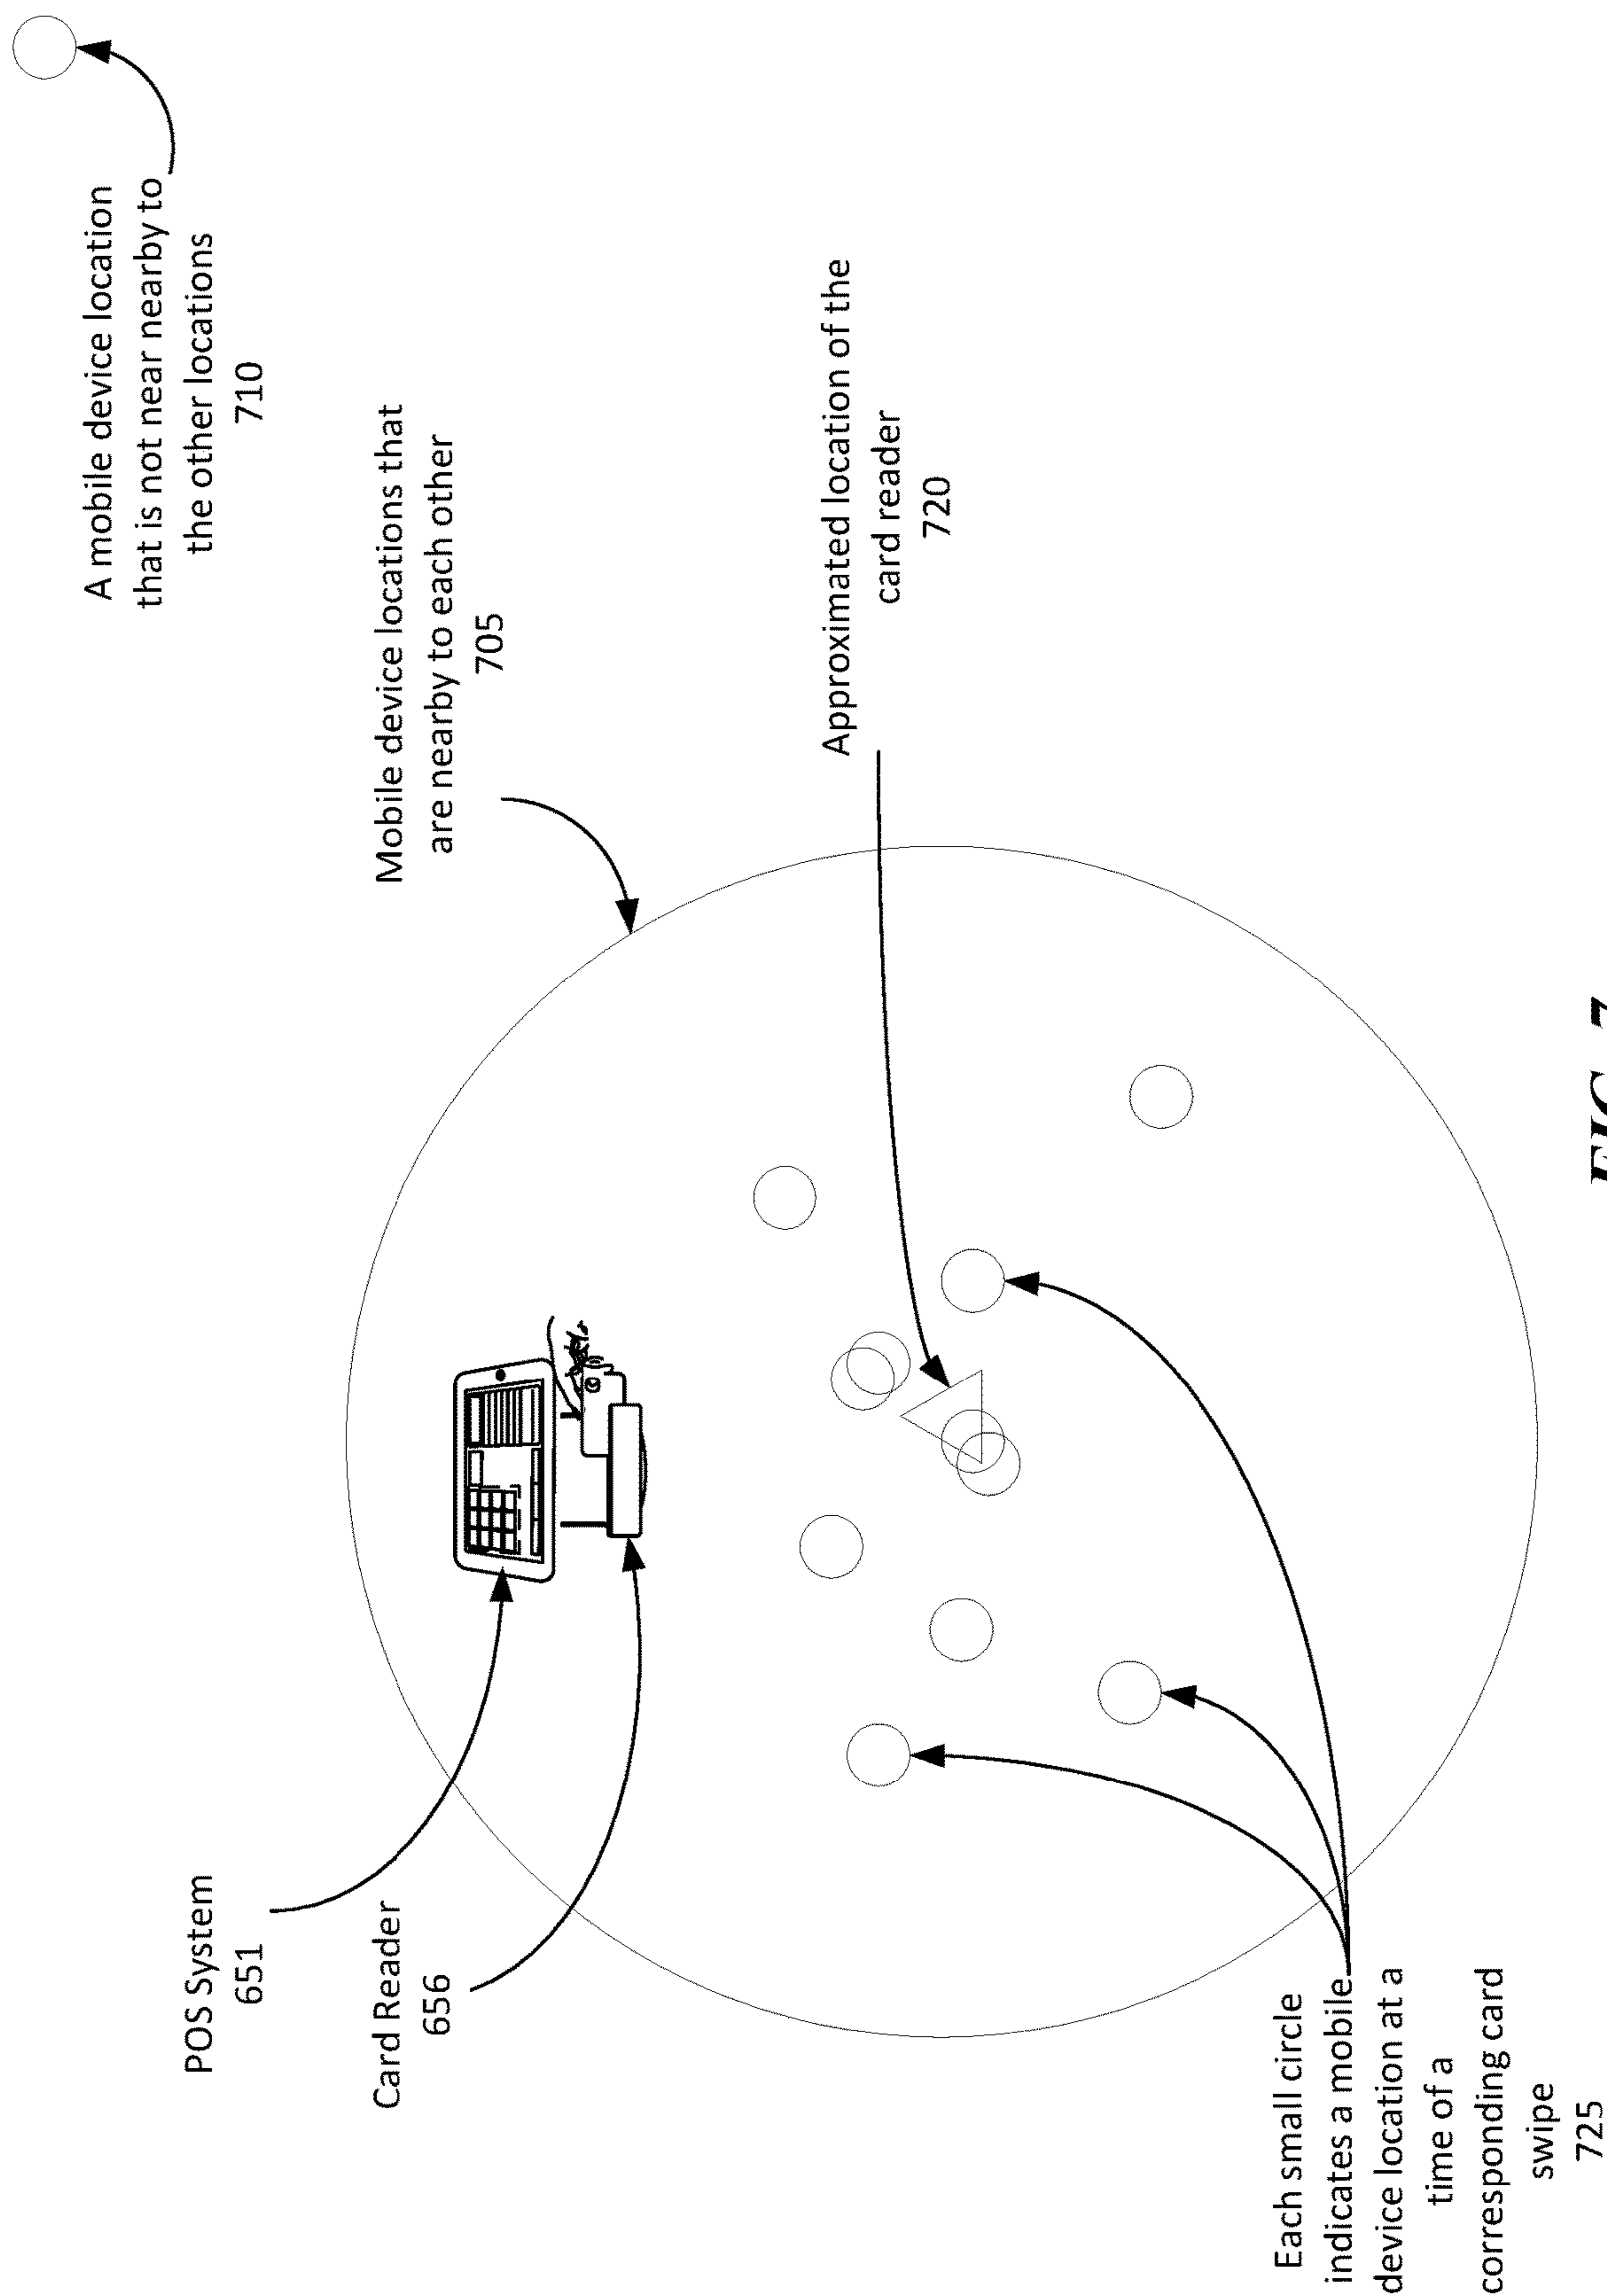 POS System
651
Card Reader
656
A mobile device location
that is not near nearby to
the other locations
710
Mobile device locations that
are nearby to each other
705
Approximated location of the
card reader
720
Each small circle
indicates a mobile
device location at a
time of a
corresponding card
swipe
725